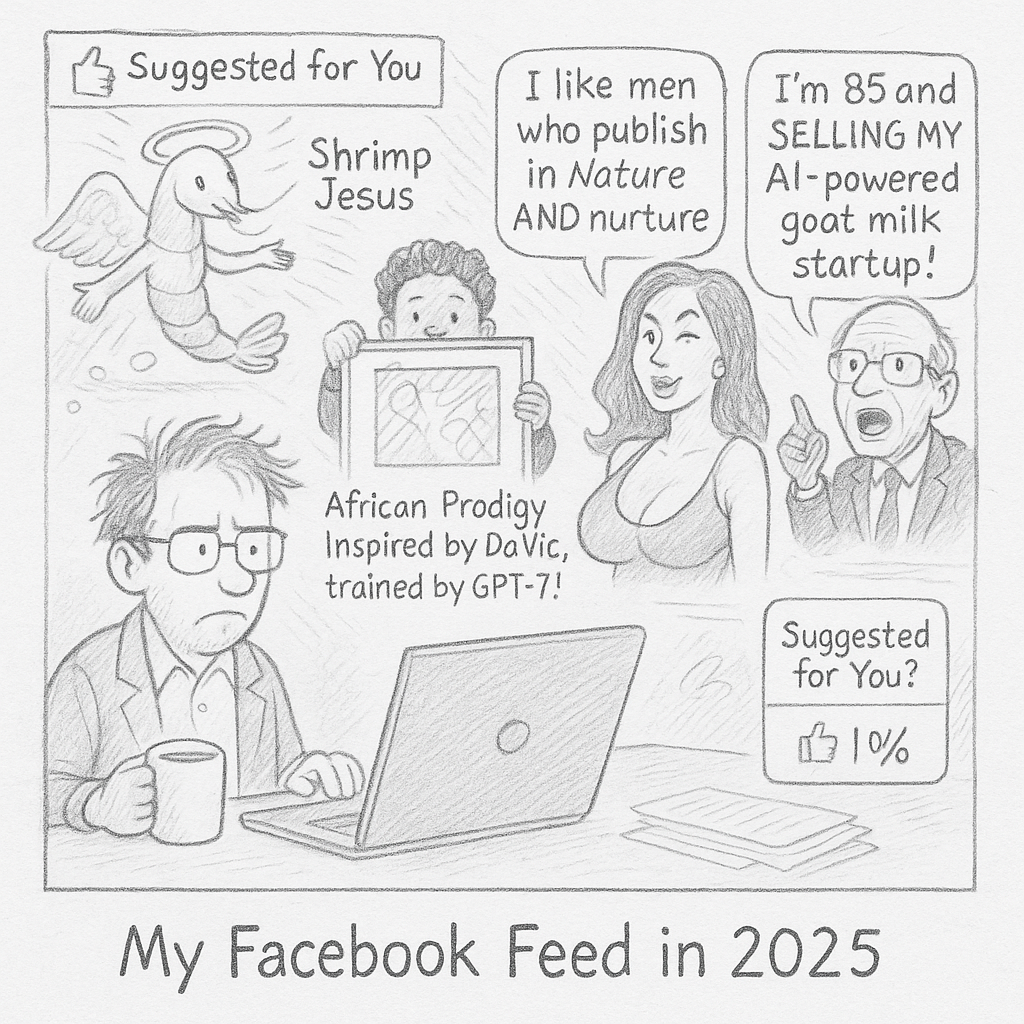 Suggested for You
Shrimp
Jesus
I like men
who publish
in Nature
AND nurture
I'm 85 and
SELLING MY
AI-powered
goat milk
startup!
African Prodigy
Inspired by DaVic,
trained by GPT-7!
Suggested
for You?
10%
My Facebook Feed in 2025